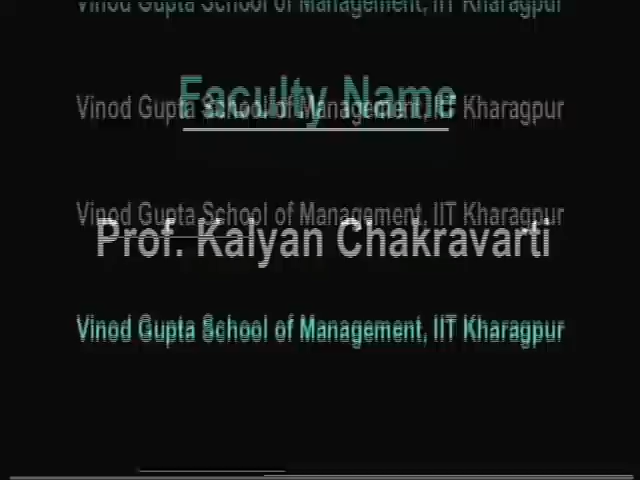 Vinod Gupta School of Management, IIT Kharagpur
Faculty Name
Vinod Gupta School of Management, IIT Kharagpur
Vinod Gupta School of Management, IIT Kharagpur
Prof. Kalyan Chakravarti
Vinod Gupta School of Management, IIT Kharagpur